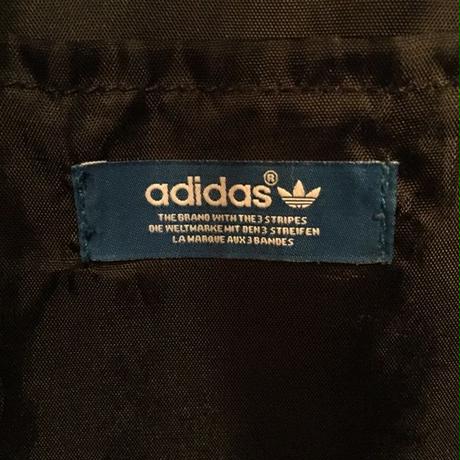 adidas®
THE BRAND WITH THE 3 STRIPES
DIE WELTMARKE MIT DEN 3 STREIFEN
LA MARQUE AUX 3 BANDES